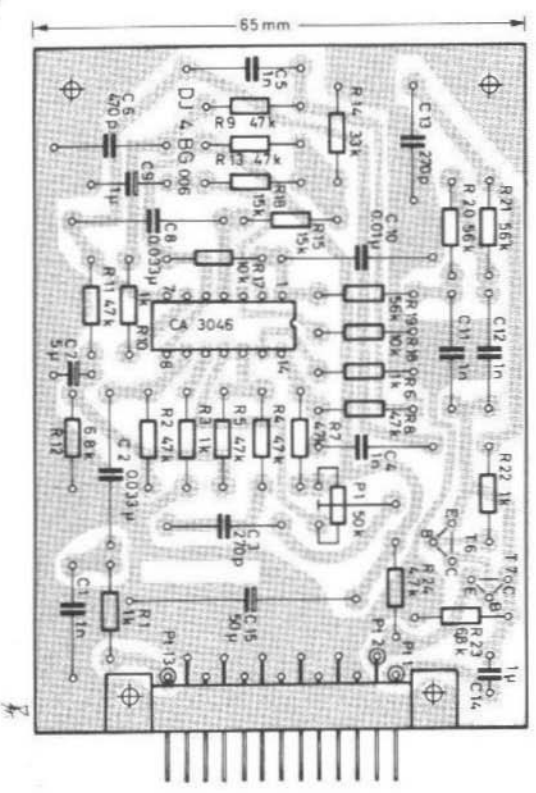 65 mm
C5
1n
DJ 4 BG 006
R9 47k
R13 47k
R18
15k
R15
15k
R14
33k
C13
270p
C6
470p
C9
1µ
C8
0.033µ
C10
0.01µ
R20 56k
R21 56k
R17
10k
R11 47k
1k
R10
7
1
CA 3046
8
14
56k
R19
10k
R16
1k
R6
47k
R8
C11
1n
C12
1n
C7
5µ
R12
6.8k
C2
0.033µ
R2 47k
R3 1k
R5 47k
R4 47k
R7
47k
C4
1n
P1 50k
R22 1k
C3
270p
T6
E
B
C
T7
C
E
B
C1
1n
R1
1k
C15
50µ
R24
4.7k
R23
68k
1µ
C14
Pt 13
Pt 2
Pt 1